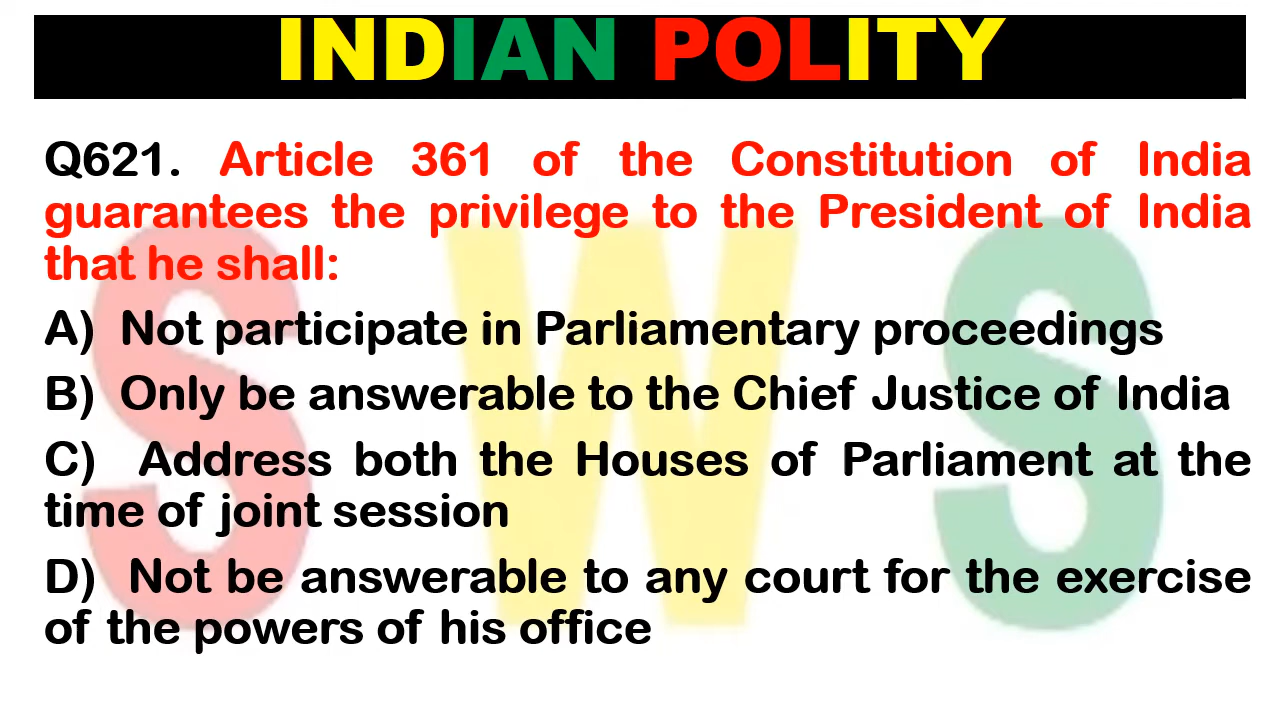 INDIAN POLITY
Q621. Article 361 of the Constitution of India
guarantees the privilege to the President of India
that he shall:
A) Not participate in Parliamentary proceedings
B) Only be answerable to the Chief Justice of India
C) Address both the Houses of Parliament at the
time of joint session
D) Not be answerable to any court for the exercise
of the powers of his office
SWS